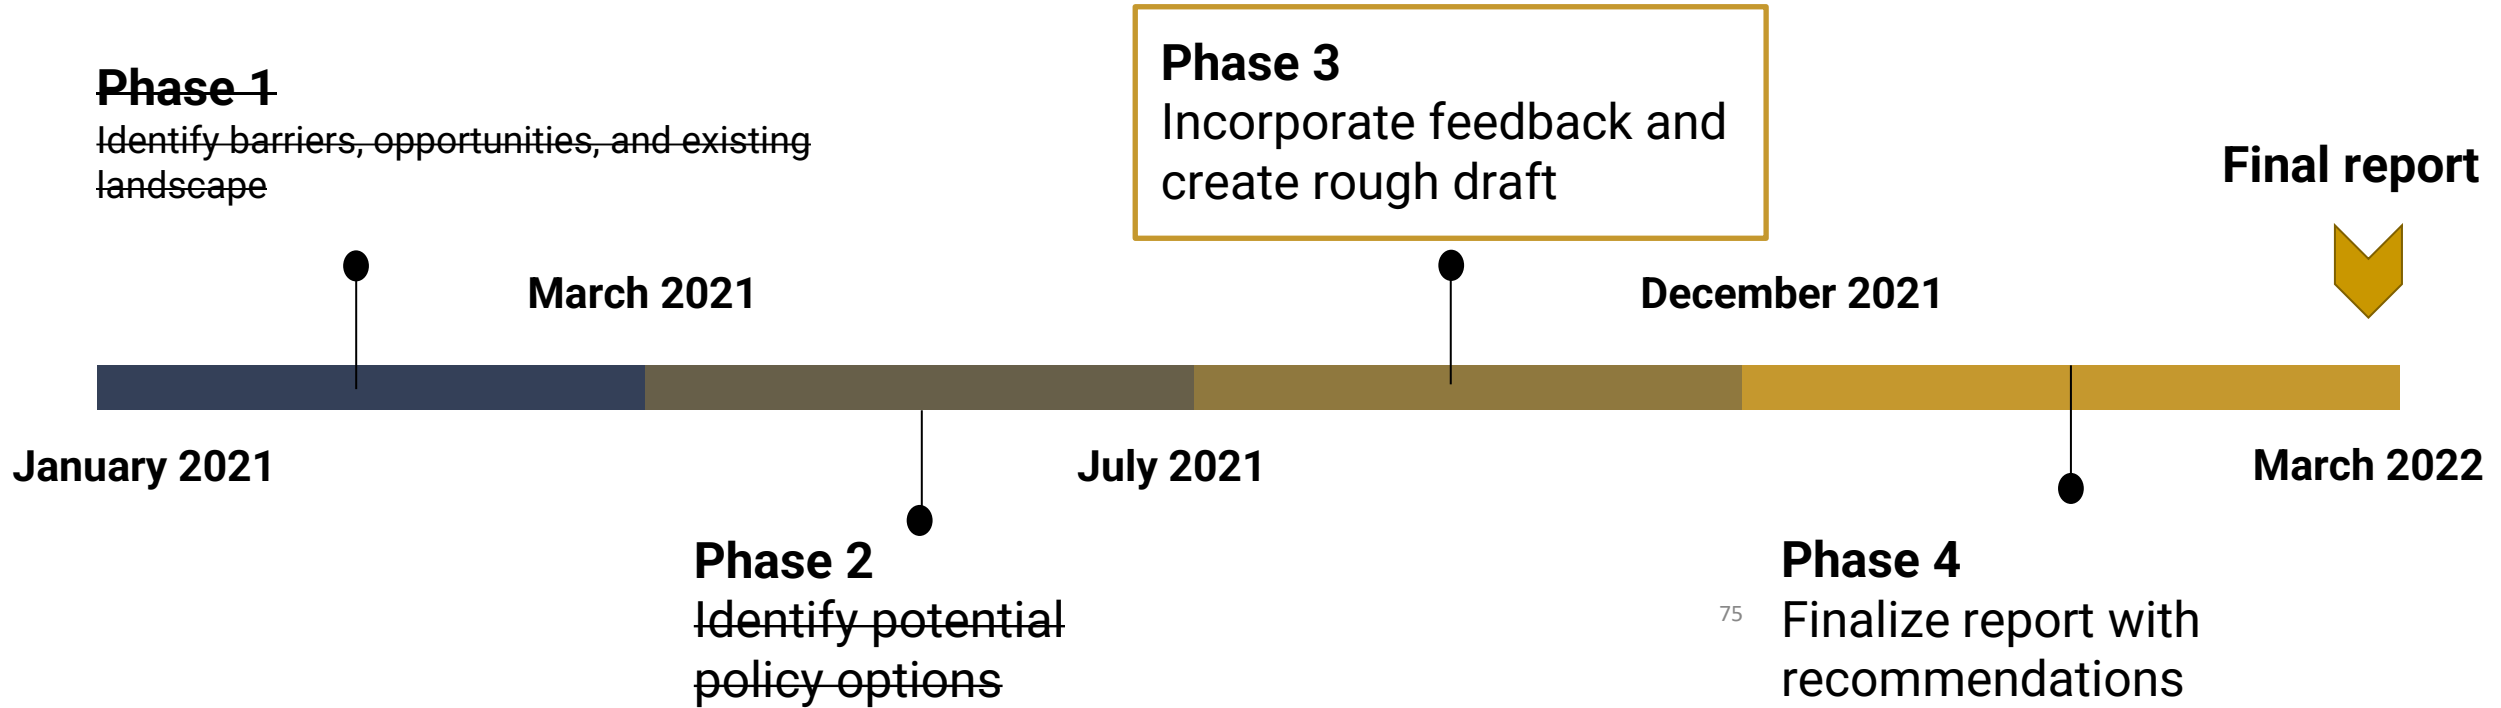 Phase 1
Identify barriers, opportunities, and existing
landscape
Phase 3
Incorporate feedback and
create rough draft
Final report
March 2021
December 2021
January 2021
July 2021
March 2022
Phase 2
Identify potential
policy options
75
Phase 4
Finalize report with
recommendations